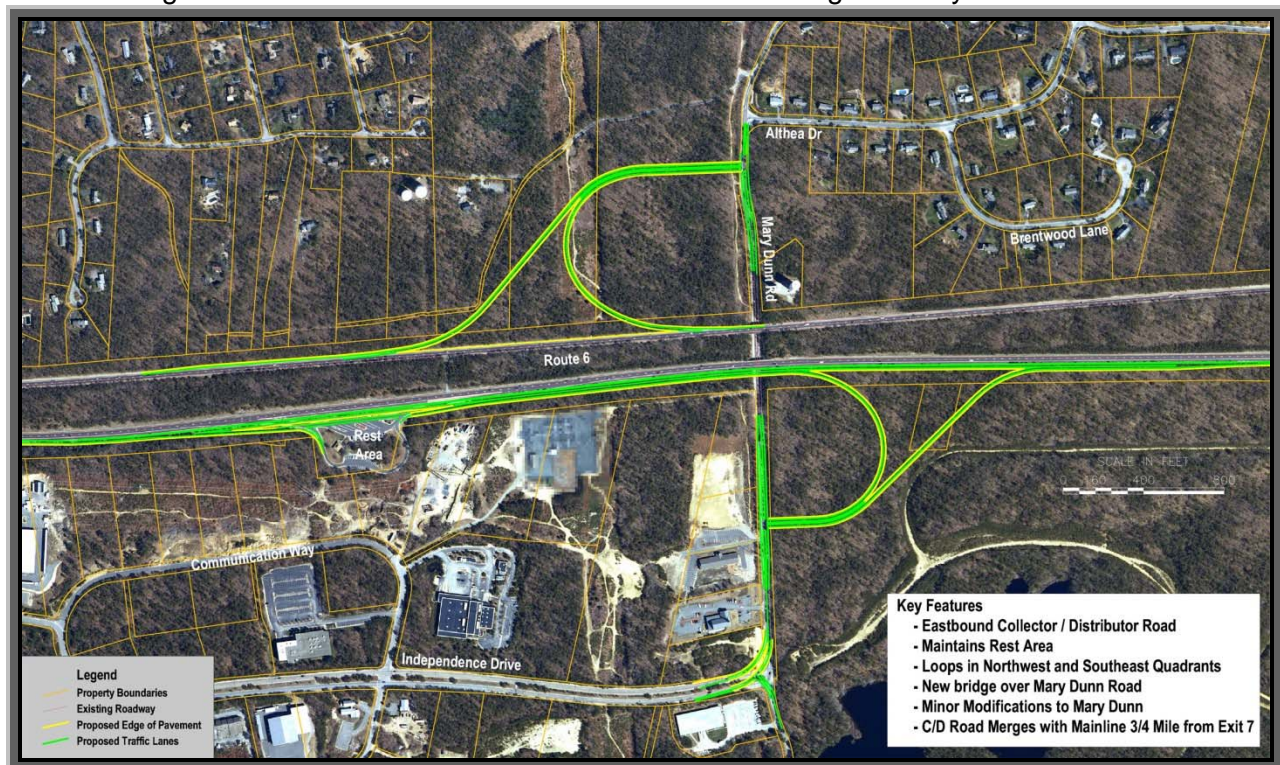 Althea Dr
Brentwood Lane
Mary Dunn Rd
Route 6
Rest
Area
SCALE IN FEET
400
800
Communication Way
Independence Drive
Key Features
- Eastbound Collector / Distributor Road
- Maintains Rest Area
- Loops in Northwest and Southeast Quadrants
- New bridge over Mary Dunn Road
- Minor Modifications to Mary Dunn
- C/D Road Merges with Mainline 3/4 Mile from Exit 7
Legend
Property Boundaries
Existing Roadway
Proposed Edge of Pavement
Proposed Traffic Lanes